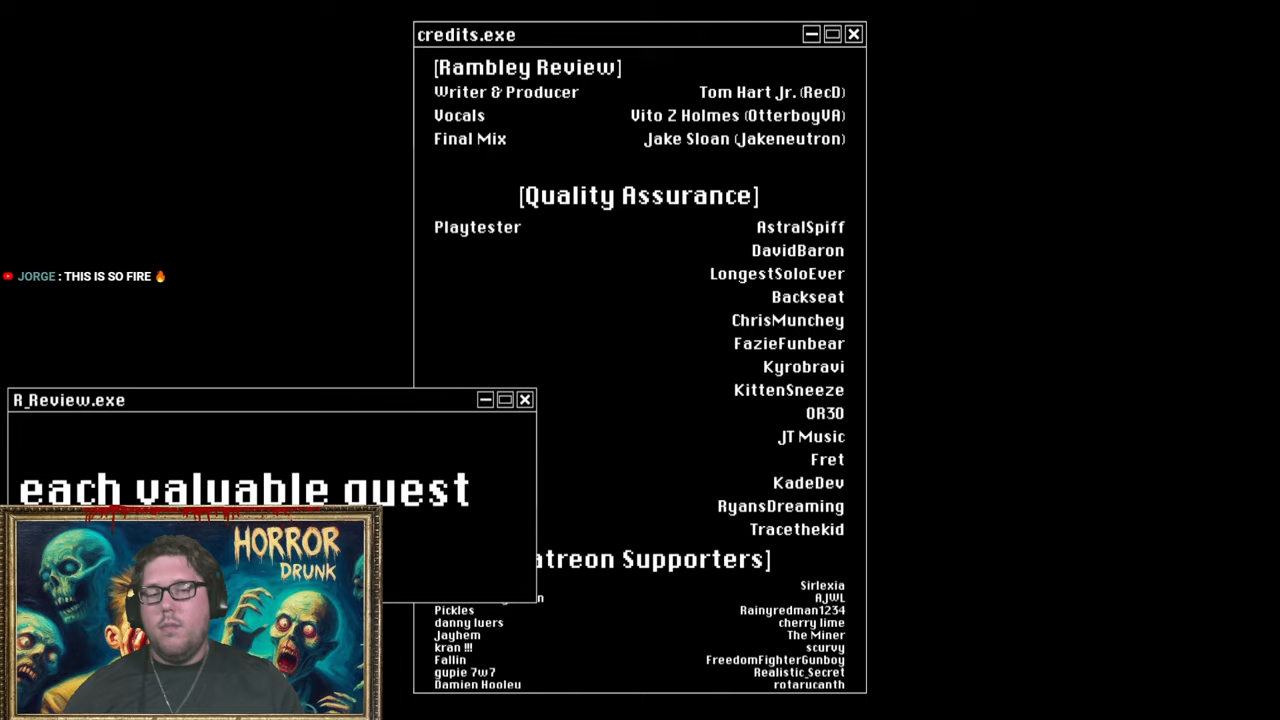 credits.exe
[Rambley Review]
Writer & Producer Tom Hart Jr. (RecD)
Vocals Vito Z Holmes (OtterboyVA)
Final Mix Jake Sloan (Jakeneutron)
[Quality Assurance]
Playtester AstralSpiff
DavidBaron
LongestSoloEver
Backseat
ChrisMunchey
FazieFunbear
Kyrobravi
KittenSneeze
OR3O
JT Music
Fret
KadeDev
RyansDreaming
Tracethekid
atreon Supporters]
Sirlexia
AJWL
Pickles Rainyredman1234
danny luers cherry lime
Jayhem The Miner
kran !!! scurvy
Fallin FreedomFighterGunboy
gupie 7w7 Realistic_Secret
Damien Hooley rotarucanth
JORGE : THIS IS SO FIRE 🔥
R_Review.exe
each valuable guest
HORROR
DRUNK